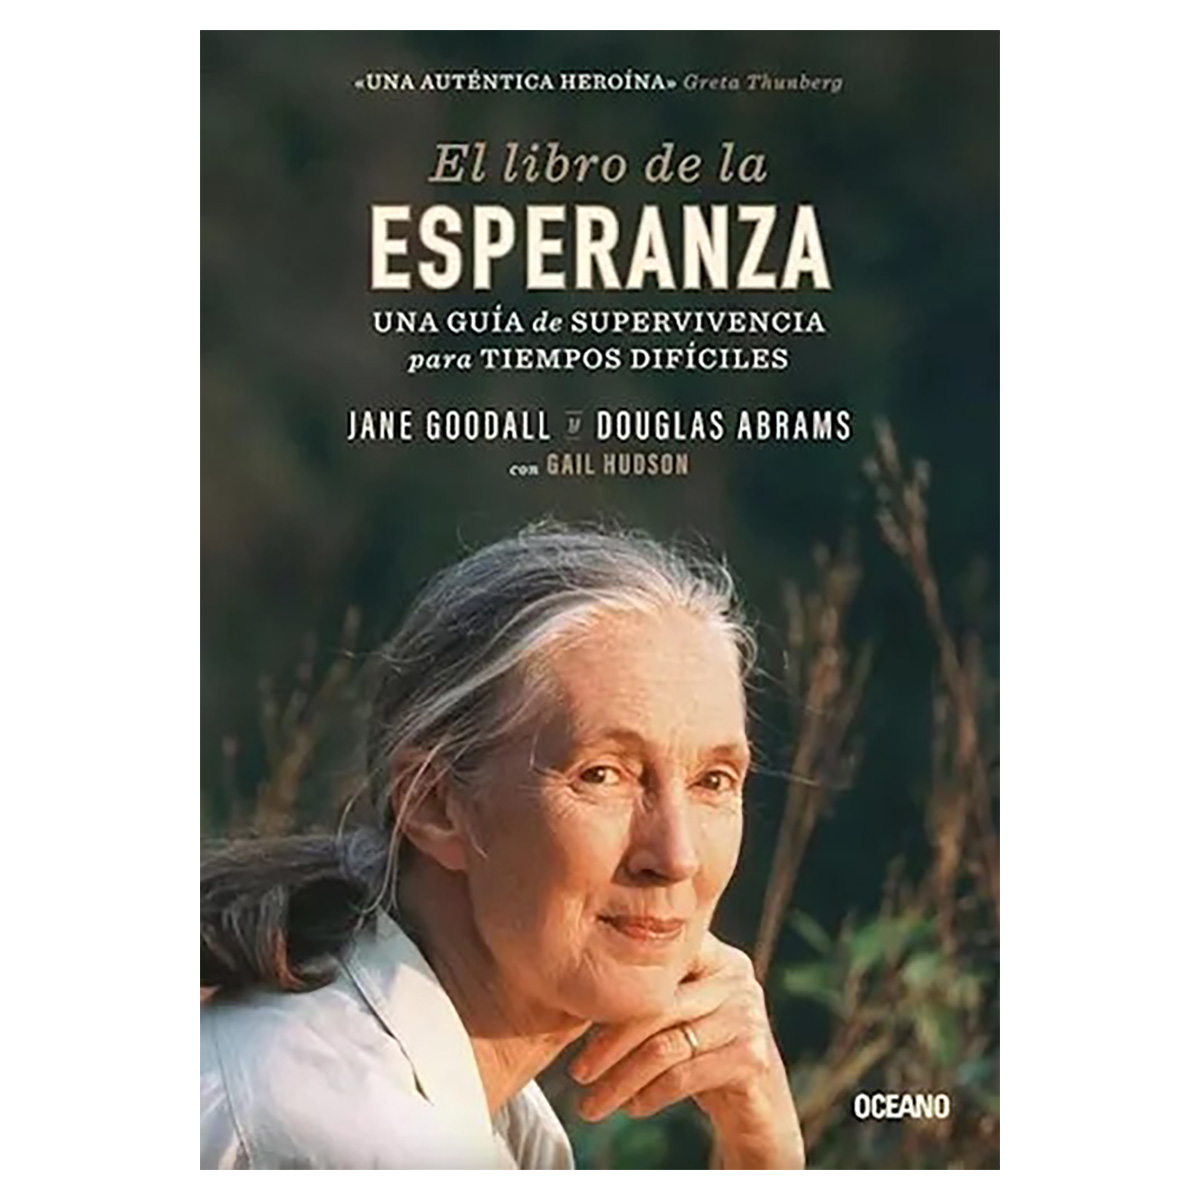 «UNA AUTÉNTICA HEROÍNA» Greta Thunberg
El libro de la
ESPERANZA
UNA GUÍA de SUPERVIVENCIA
para TIEMPOS DIFÍCILES
JANE GOODALL y DOUGLAS ABRAMS
con GAIL HUDSON
OCEANO